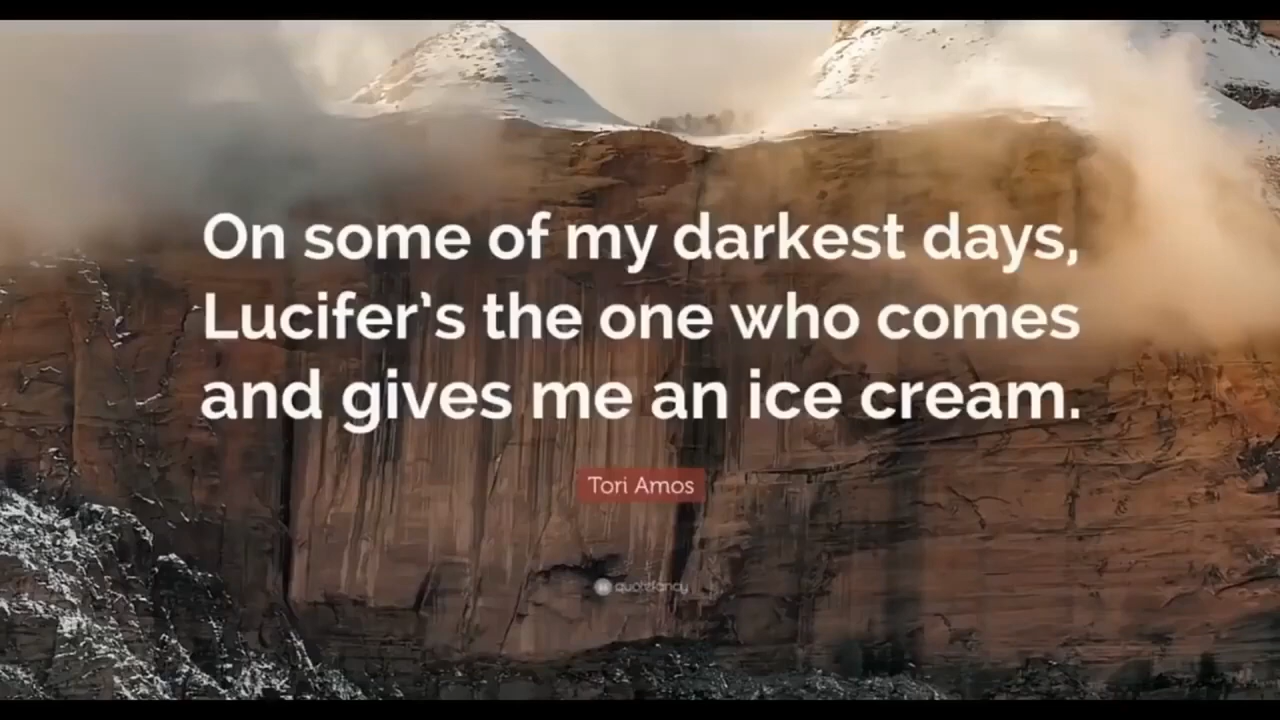 On some of my darkest days,
Lucifer’s the one who comes
and gives me an ice cream.
Tori Amos
quotefancy